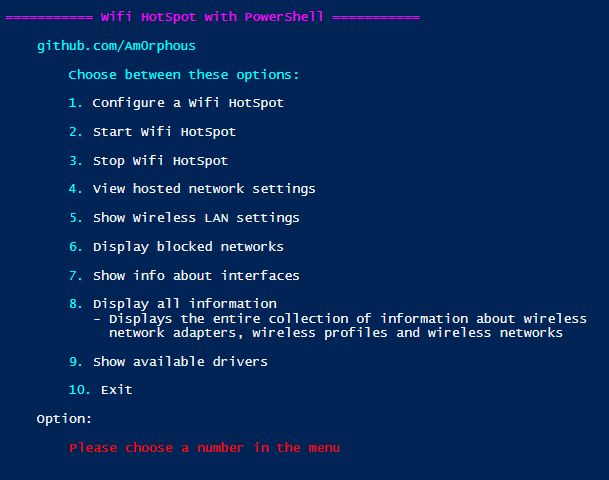 =========== Wifi HotSpot with PowerShell ===========
github.com/Am0rphous
Choose between these options:
1. Configure a Wifi HotSpot
2. Start Wifi HotSpot
3. Stop Wifi HotSpot
4. View hosted network settings
5. Show Wireless LAN settings
6. Display blocked networks
7. Show info about interfaces
8. Display all information
- Displays the entire collection of information about wireless
network adapters, wireless profiles and wireless networks
9. Show available drivers
10. Exit
Option:
Please choose a number in the menu